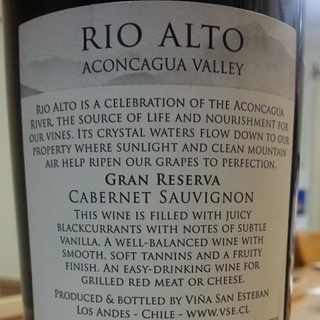 RIO ALTO
ACONCAGUA VALLEY
RIO ALTO IS A CELEBRATION OF THE ACONCAGUA
RIVER, THE SOURCE OF LIFE AND NOURISHMENT FOR
OUR VINES. ITS CRYSTAL WATERS FLOW DOWN TO OUR
PROPERTY WHERE SUNLIGHT AND CLEAN MOUNTAIN
AIR HELP RIPEN OUR GRAPES TO PERFECTION.
GRAN RESERVA
CABERNET SAUVIGNON
THIS WINE IS FILLED WITH JUICY
BLACKCURRANTS WITH NOTES OF SUBTLE
VANILLA. A WELL-BALANCED WINE WITH
SMOOTH, SOFT TANNINS AND A FRUITY
FINISH. AN EASY-DRINKING WINE FOR
GRILLED RED MEAT OR CHEESE.
PRODUCED & BOTTLED BY VIÑA SAN ESTEBAN
LOS ANDES - CHILE - WWW.VSE.CL